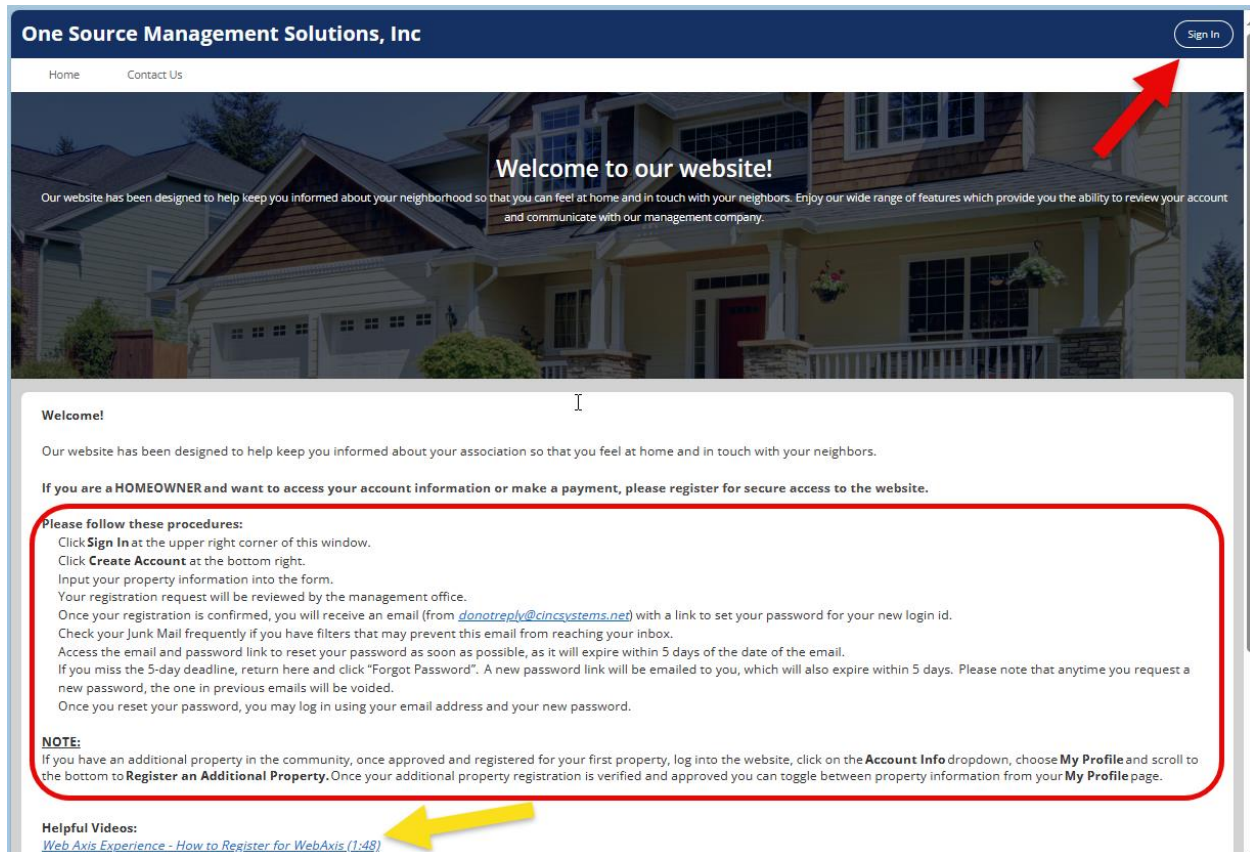 One Source Management Solutions, Inc
Sign In
Home Contact Us
Welcome to our website!
Our website has been designed to help keep you informed about your neighborhood so that you can feel at home and in touch with your neighbors. Enjoy our wide range of features which provide you the ability to review your account
and communicate with our management company.
Welcome!
Our website has been designed to help keep you informed about your association so that you feel at home and in touch with your neighbors.
If you are a HOMEOWNER and want to access your account information or make a payment, please register for secure access to the website.
Please follow these procedures:
Click Sign In at the upper right corner of this window.
Click Create Account at the bottom right.
Input your property information into the form.
Your registration request will be reviewed by the management office.
Once your registration is confirmed, you will receive an email (from donotreply@cincsystems.net) with a link to set your password for your new login id.
Check your Junk Mail frequently if you have filters that may prevent this email from reaching your inbox.
Access the email and password link to reset your password as soon as possible, as it will expire within 5 days of the date of the email.
If you miss the 5-day deadline, return here and click “Forgot Password”. A new password link will be emailed to you, which will also expire within 5 days. Please note that anytime you request a
new password, the one in previous emails will be voided.
Once you reset your password, you may log in using your email address and your new password.
NOTE:
If you have an additional property in the community, once approved and registered for your first property, log into the website, click on the Account Info dropdown, choose My Profile and scroll to
the bottom to Register an Additional Property. Once your additional property registration is verified and approved you can toggle between property information from your My Profile page.
Helpful Videos:
Web Axis Experience - How to Register for WebAxis (1:48)